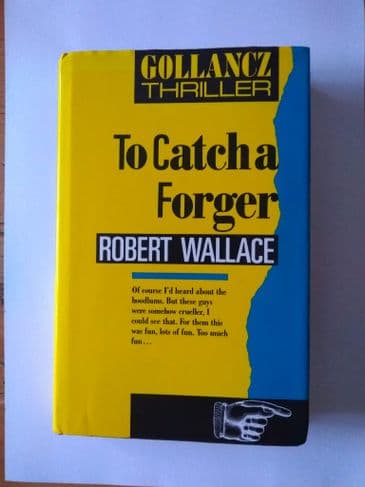 GOLLANCZ
THRILLER
To Catch a
Forger
ROBERT WALLACE
Of course I'd heard about the
hoodlums. But these guys
were somehow crueller, I
could see that. For them this
was fun, lots of fun. Too much
fun...